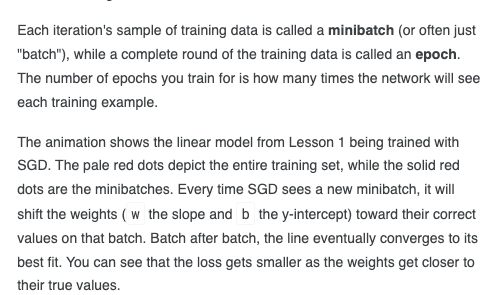 Each iteration's sample of training data is called a minibatch (or often just
"batch"), while a complete round of the training data is called an epoch.
The number of epochs you train for is how many times the network will see
each training example.
The animation shows the linear model from Lesson 1 being trained with
SGD. The pale red dots depict the entire training set, while the solid red
dots are the minibatches. Every time SGD sees a new minibatch, it will
shift the weights ( w the slope and b the y-intercept) toward their correct
values on that batch. Batch after batch, the line eventually converges to its
best fit. You can see that the loss gets smaller as the weights get closer to
their true values.